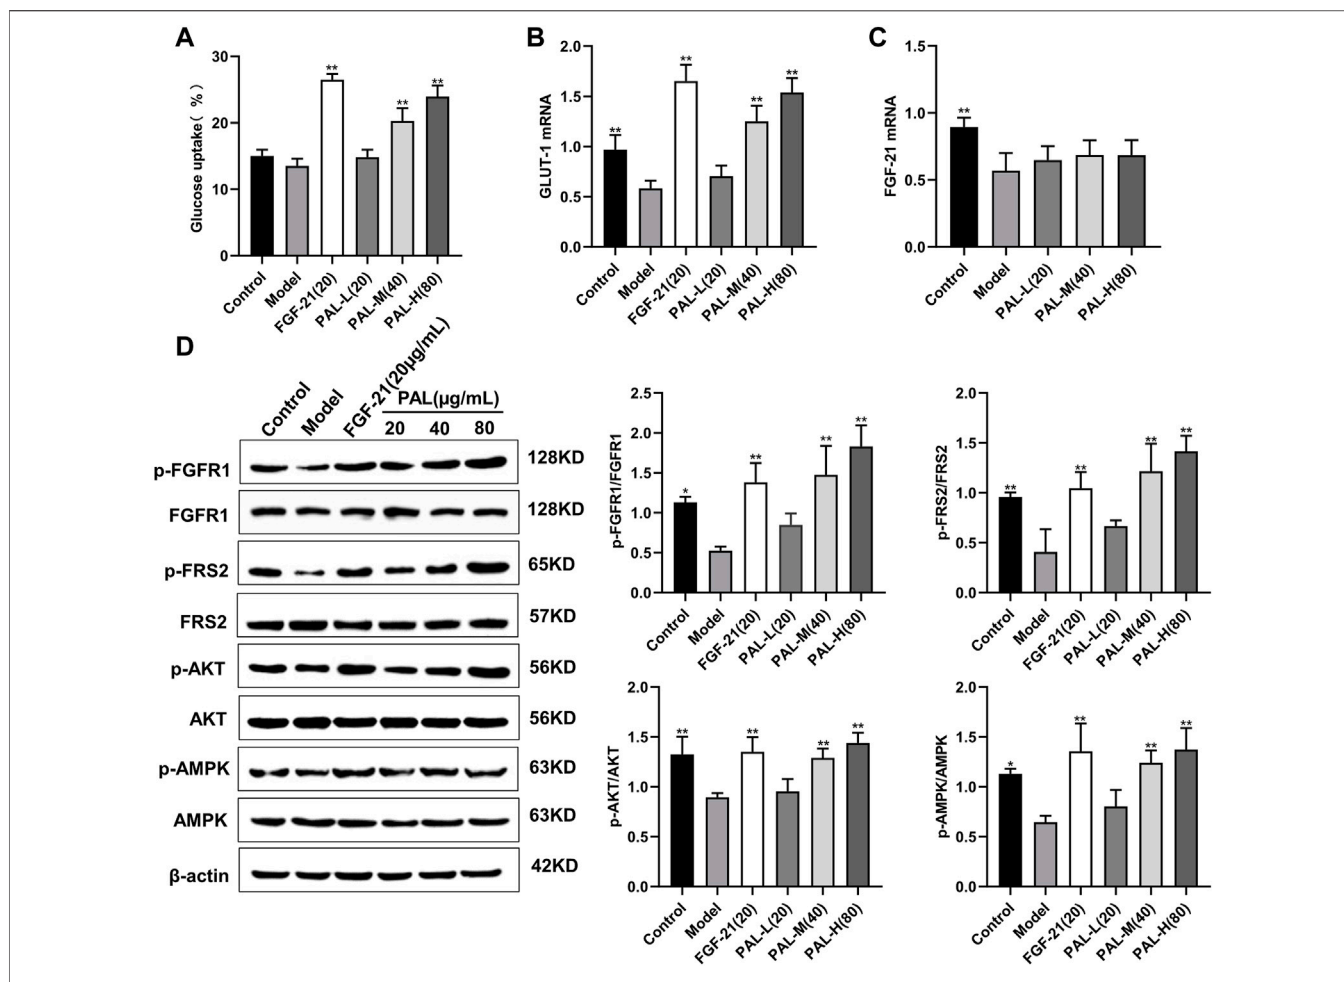 A
Glucose uptake( %)
30
20
10
0
**
**
**
Control
Model
FGF-21(20)
PAL-L(20)
PAL-M(40)
PAL-H(80)
B
GLUT-1 mRNA
2.0
1.5
1.0
0.5
0.0
**
**
**
**
Control
Model
FGF-21(20)
PAL-L(20)
PAL-M(40)
PAL-H(80)
C
FGF-21 mRNA
1.5
1.0
0.5
0.0
**
Control
Model
PAL-L(20)
PAL-M(40)
PAL-H(80)
D
Control
Model
FGF-21(20μg/mL)
PAL(μg/mL)
20 40 80
p-FGFR1 128KD
FGFR1 128KD
p-FRS2 65KD
FRS2 57KD
p-AKT 56KD
AKT 56KD
p-AMPK 63KD
AMPK 63KD
β-actin 42KD
p-FGFR1/FGFR1
2.5
2.0
1.5
1.0
0.5
0.0
*
**
**
**
Control
Model
FGF-21(20)
PAL-L(20)
PAL-M(40)
PAL-H(80)
p-FRS2/FRS2
2.0
1.5
1.0
0.5
0.0
**
**
**
**
Control
Model
FGF-21(20)
PAL-L(20)
PAL-M(40)
PAL-H(80)
p-AKT/AKT
2.0
1.5
1.0
0.5
0.0
**
**
**
**
Control
Model
FGF-21(20)
PAL-L(20)
PAL-M(40)
PAL-H(80)
p-AMPK/AMPK
2.0
1.5
1.0
0.5
0.0
*
**
**
**
Control
Model
FGF-21(20)
PAL-L(20)
PAL-M(40)
PAL-H(80)